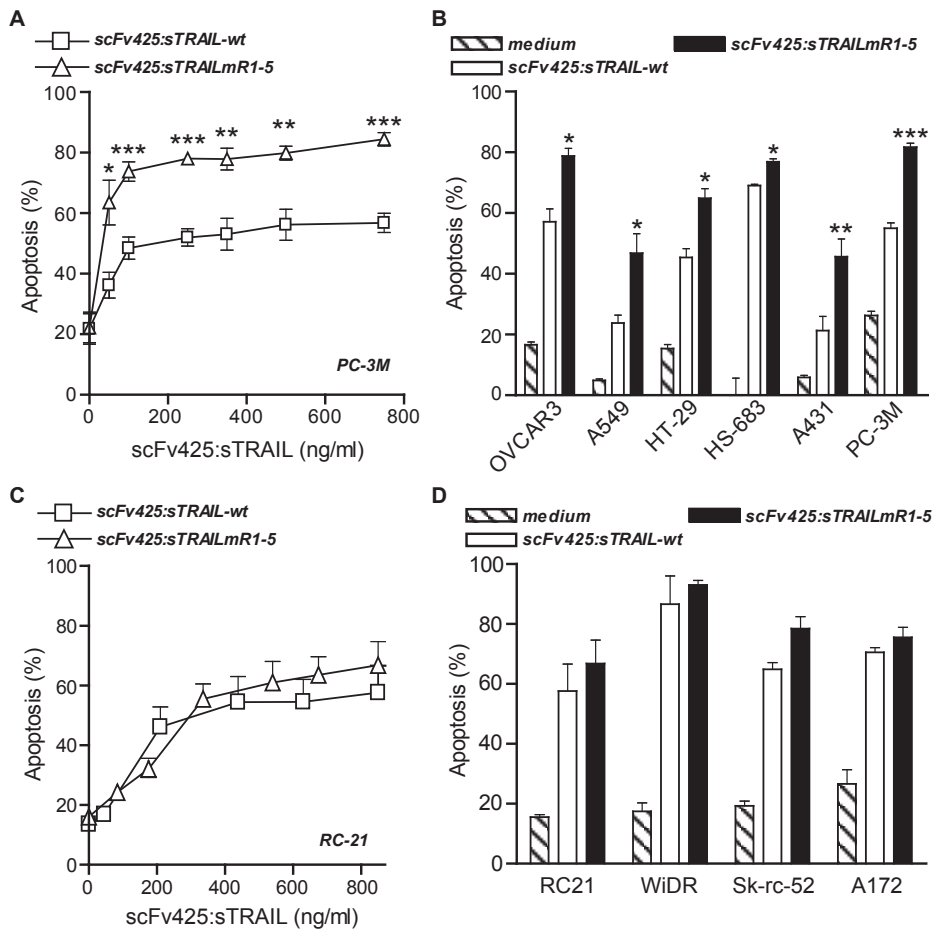 A
scFv425:sTRAIL-wt
scFv425:sTRAILmR1-5
100
80
60
40
20
0
Apoptosis (%)
*
***
***
**
**
***
PC-3M
0
200
400
600
800
scFv425:sTRAIL (ng/ml)
B
medium
scFv425:sTRAILmR1-5
scFv425:sTRAIL-wt
100
80
60
40
20
0
Apoptosis (%)
*
*
*
*
**
***
OVCAR3
A549
HT-29
HS-683
A431
PC-3M
C
scFv425:sTRAIL-wt
scFv425:sTRAILmR1-5
100
80
60
40
20
0
Apoptosis (%)
RC-21
0
200
400
600
800
scFv425:sTRAIL (ng/ml)
D
medium
scFv425:sTRAILmR1-5
scFv425:sTRAIL-wt
100
80
60
40
20
0
Apoptosis (%)
RC21
WiDR
Sk-rc-52
A172